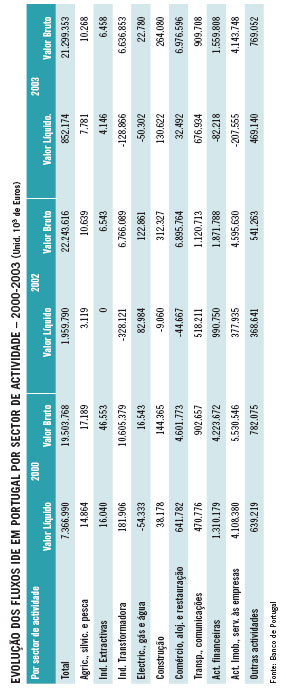 EVOLUÇÃO DOS FLUXOS IDE EM PORTUGAL POR SECTOR DE ACTIVIDADE – 2000-2003 (Unid. 10³ de Euros)
Por sector de actividade 2000 2002 2003
Valor Líquido Valor Bruto Valor Líquido Valor Bruto Valor Líquido. Valor Bruto
Total 7.366.990 19.503.768 1.959.790 22.243.616 852.174 21.299.353
Agric., silvic. e pesca 14.864 17.189 3.119 10.639 7.781 10.268
Ind. Extractivas 16.040 46.553 0 6.543 4.146 6.458
Ind. Transformadora 181.906 10.605.379 -328.121 6.766.089 -128.866 6.636.853
Electric., gás e água -54.333 16.543 82.984 122.861 -50.302 22.780
Construção 38.178 144.365 -9.060 312.327 130.622 264.080
Comércio, aloj. e restauração 641.782 4.601.773 -44.667 6.895.764 32.492 6.976.596
Transp., comunicações 470.776 902.657 518.211 1.120.713 676.934 909.708
Act. financeiras 1.310.179 4.223.672 990.750 1.871.788 -82.218 1.559.808
Act. Imob., serv. às empresas 4.108.380 5.530.546 377.935 4.595.630 -207.555 4.143.748
Outras actividades 639.219 782.075 368.641 541.263 469.140 769.052
Fonte: Banco de Portugal